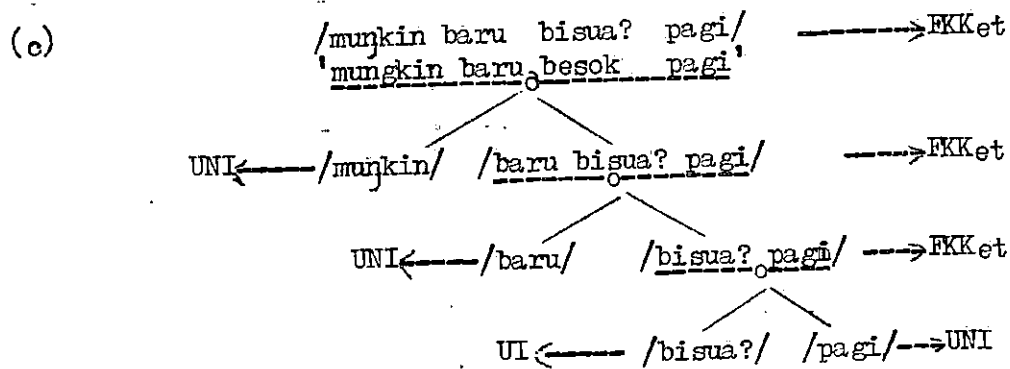 (c) /muŋkin baru bisua? pagi/ FKKet
'mungkin baru besok pagi'
UNI /muŋkin/ /baru bisua? pagi/ FKKet
UNI /baru/ /bisua? pagi/ FKKet
UI /bisua?/ /pagi/ UNI